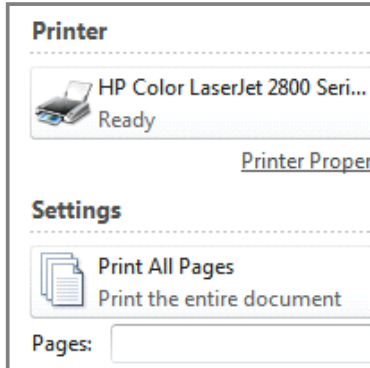 Printer
HP Color LaserJet 2800 Seri...
Ready
Printer Proper
Settings
Print All Pages
Print the entire document
Pages: